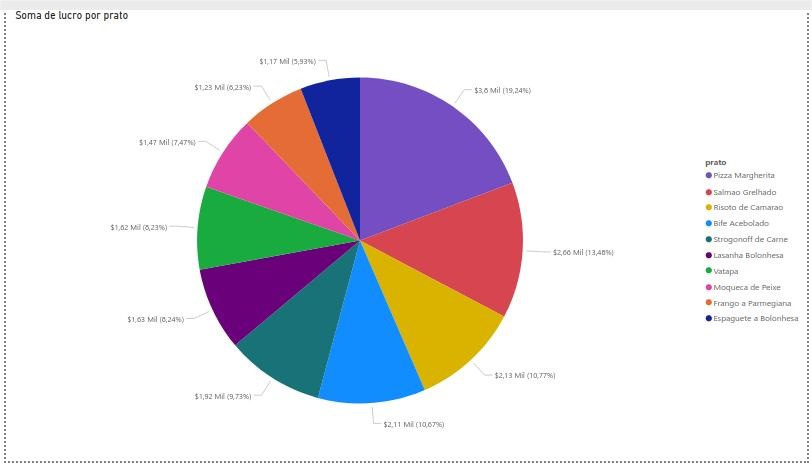 Soma de lucro por prato
$1,17 Mil (5,93%)
$1,23 Mil (6,23%)
$3,8 Mil (19,24%)
$1,47 Mil (7,47%)
$1,62 Mil (8,23%)
$2,66 Mil (13,48%)
$1,63 Mil (8,24%)
$2,13 Mil (10,77%)
$1,92 Mil (9,73%)
$2,11 Mil (10,67%)
prato
Pizza Margherita
Salmao Grelhado
Risoto de Camarao
Bife Acebolado
Strogonoff de Carne
Lasanha Bolonhesa
Vatapa
Moqueca de Peixe
Frango a Parmegiana
Espaguete a Bolonhesa